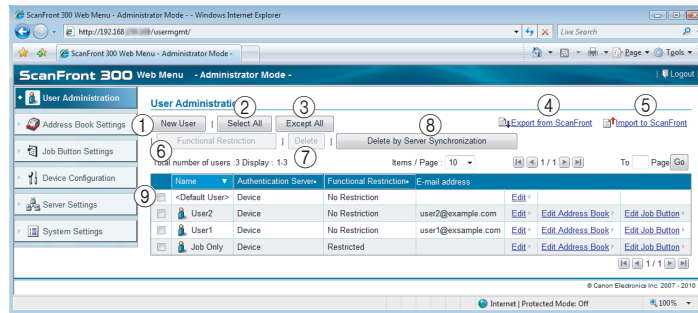 ScanFront 300 Web Menu - Administrator Mode - - Windows Internet Explorer
http://192.168 /usermgmt/
Live Search
ScanFront 300 Web Menu - Administrator Mode -
Page Tools
ScanFront 300 Web Menu - Administrator Mode - Logout
User Administration
Address Book Settings
Job Button Settings
Device Configuration
Server Settings
System Settings
User Administration
2 3 4 5
1 New User | Select All | Except All Export from ScanFront Import to ScanFront
8
Functional Restriction | Delete | Delete by Server Synchronization
6 7
Total number of users :3 Display : 1-3 Items / Page : 10 1 / 1 To Page Go
Name Authentication Server Functional Restriction E-mail address
9 <Default User> Device No Restriction Edit
User2 Device No Restriction user2@example.com Edit Edit Address Book Edit Job Button
User1 Device No Restriction user1@exsample.com Edit Edit Address Book Edit Job Button
Job Only Device Restricted Edit Edit Address Book Edit Job Button
1 / 1
© Canon Electronics Inc. 2007 - 2010
Internet | Protected Mode: Off 100%